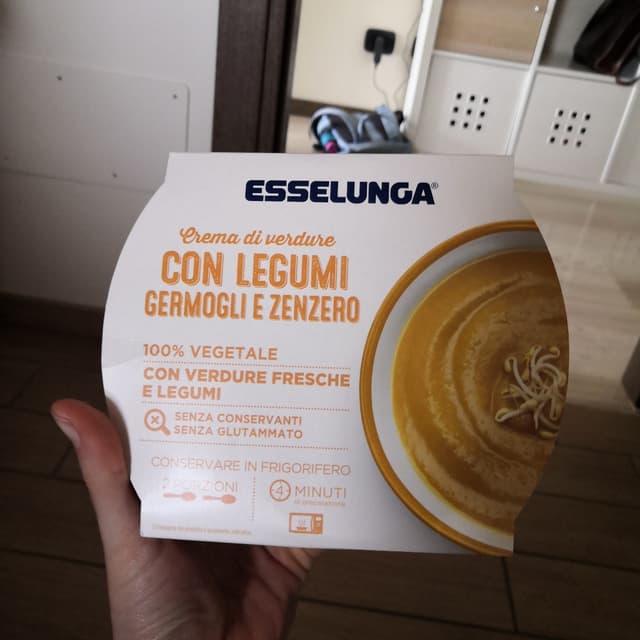 ESSELUNGA®
Crema di verdure
CON LEGUMI
GERMOGLI E ZENZERO
100% VEGETALE
CON VERDURE FRESCHE
E LEGUMI
SENZA CONSERVANTI
SENZA GLUTAMMATO
CONSERVARE IN FRIGORIFERO
2 PORZIONI
4 MINUTI